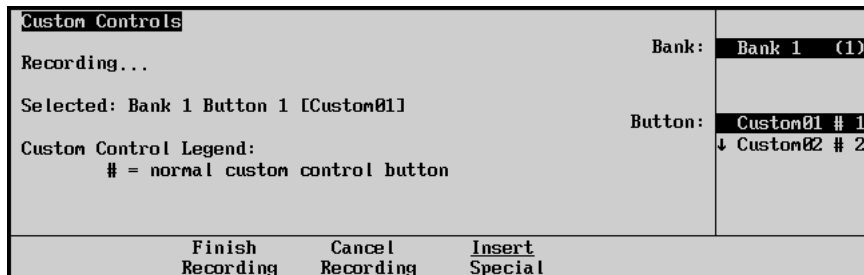 Custom Controls
Bank: Bank 1 (1)
Recording...
Selected: Bank 1 Button 1 [Custom01]
Button: Custom01 # 1
↓ Custom02 # 2
Custom Control Legend:
# = normal custom control button
Finish Recording
Cancel Recording
Insert Special